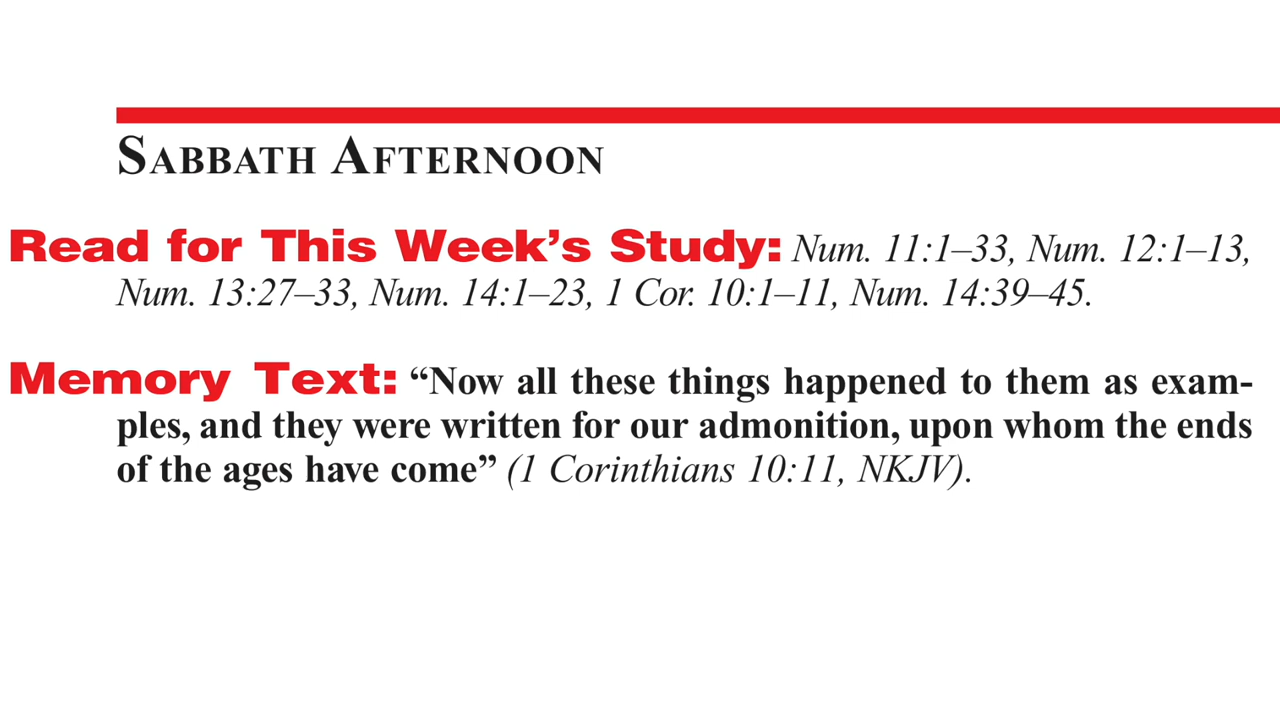 SABBATH AFTERNOON
Read for This Week’s Study: Num. 11:1–33, Num. 12:1–13,
Num. 13:27–33, Num. 14:1–23, 1 Cor. 10:1–11, Num. 14:39–45.
Memory Text: “Now all these things happened to them as exam-
ples, and they were written for our admonition, upon whom the ends
of the ages have come” (1 Corinthians 10:11, NKJV).